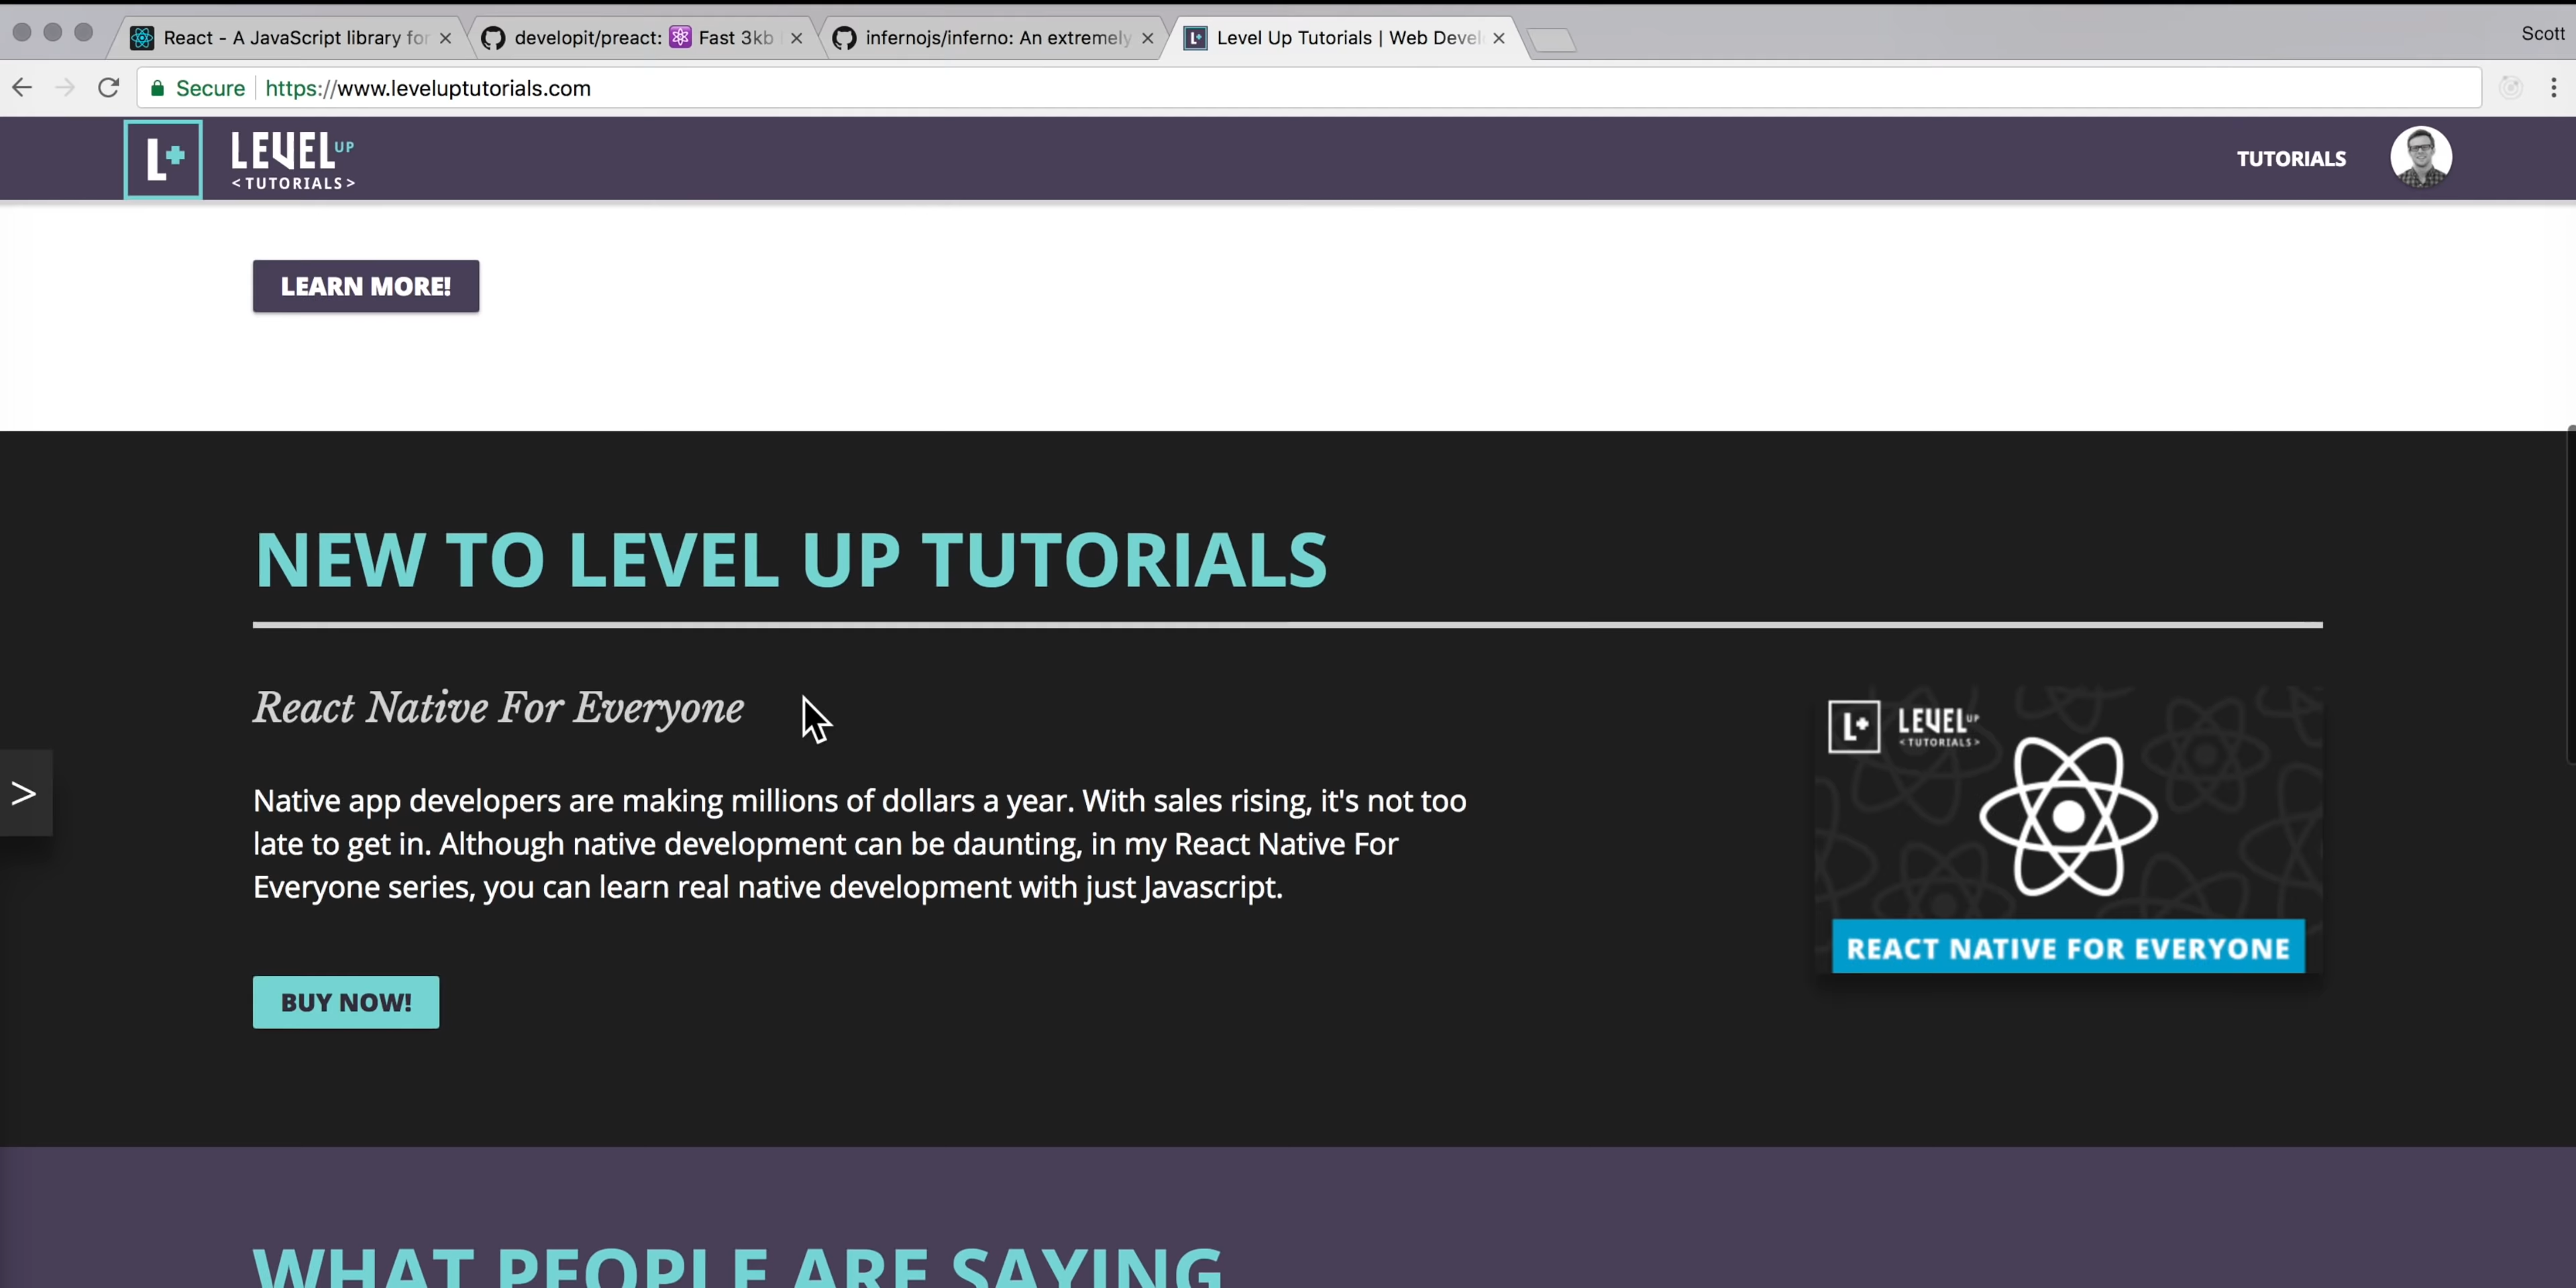 React - A JavaScript library for
developit/preact: Fast 3kb
infernojs/inferno: An extremely
Level Up Tutorials | Web Devel
Scott
Secure
https://www.leveluptutorials.com
L+
LEVEL UP
<TUTORIALS>
TUTORIALS
LEARN MORE!
NEW TO LEVEL UP TUTORIALS
React Native For Everyone
Native app developers are making millions of dollars a year. With sales rising, it's not too
late to get in. Although native development can be daunting, in my React Native For
Everyone series, you can learn real native development with just Javascript.
BUY NOW!
>
L+
LEVEL UP
<TUTORIALS>
REACT NATIVE FOR EVERYONE
WHAT PEOPLE ARE SAYING